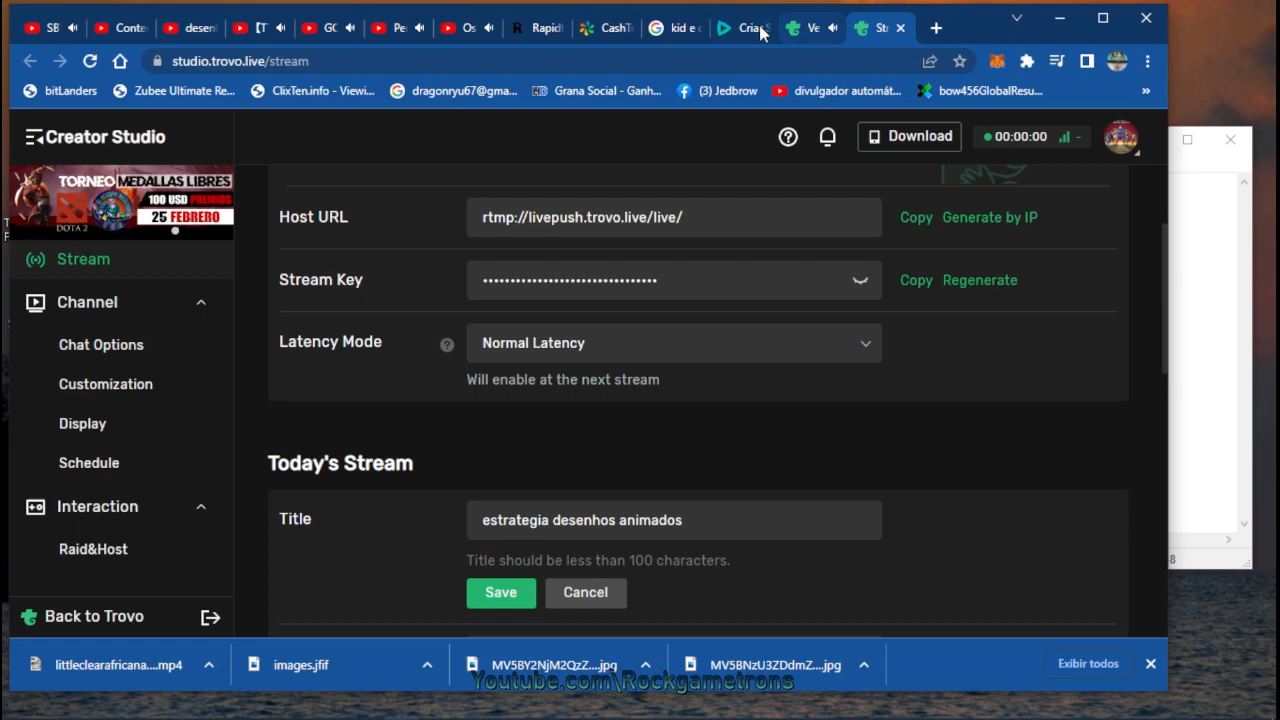 SB
Conte
desen
[T
GC
Pe
Os
Rapid
CashT
kid e c
Cria
Ve
St
studio.trovo.live/stream
bitLanders
Zubee Ultimate Re...
ClixTen.info - Viewi...
dragonryu67@gma...
Grana Social - Ganh...
(3) Jedbrow
divulgador automát...
bow456GlobalResu...
»
Creator Studio
Download
00:00:00
-
TORNEO MEDALLAS LIBRES
100 USD PREMIOS
25 FEBRERO
DOTA 2
Stream
Channel
Chat Options
Customization
Display
Schedule
Interaction
Raid&Host
Back to Trovo
Host URL
rtmp://livepush.trovo.live/live/
Copy Generate by IP
Stream Key
Copy Regenerate
Latency Mode
Normal Latency
Will enable at the next stream
Today's Stream
Title
estrategia desenhos animados
Title should be less than 100 characters.
Save Cancel
littleclearafricana....mp4
images.jfif
MV5BY2NjM2QzZ....jpg
MV5BNzU3ZDdmZ....jpg
Exibir todos
Youtube.com\Rockgametrons
8